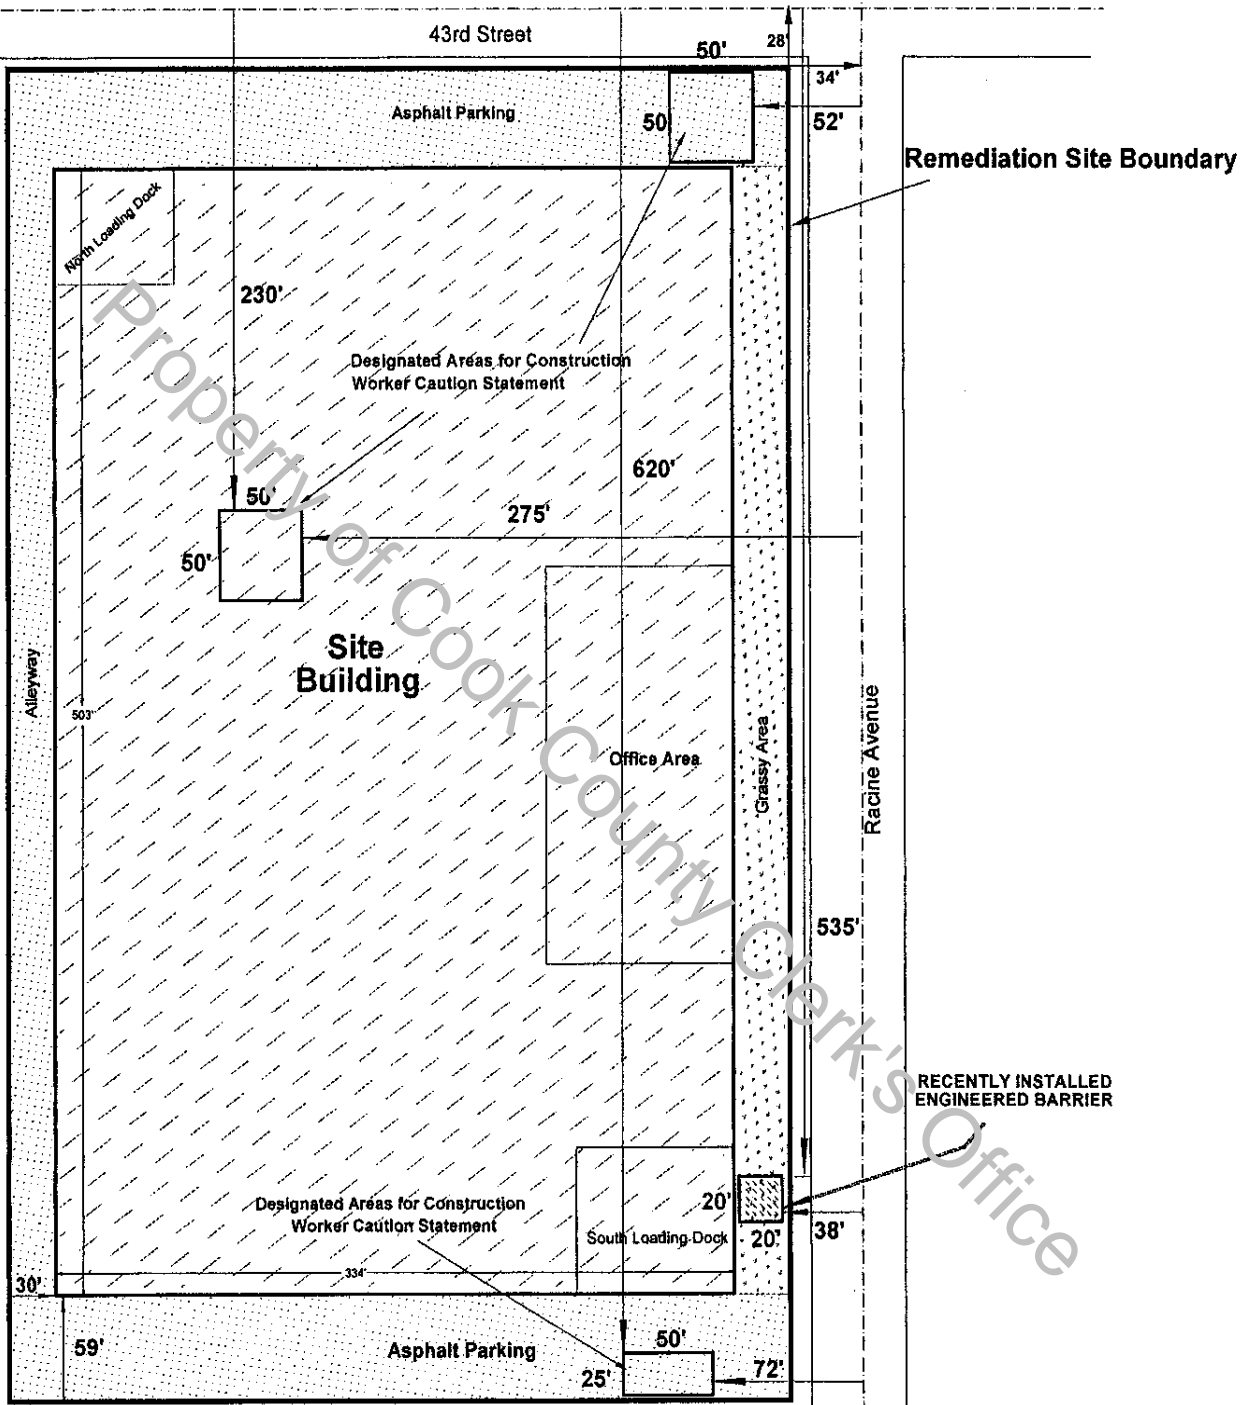 43rd Street
50'
28'
34'
Asphalt Parking
50
52'
Remediation Site Boundary
North Loading Dock
230'
Designated Areas for Construction
Worker Caution Statement
620'
50'
275'
50'
Site
Building
Alleyway
503'
Office Area
Grassy Area
Racine Avenue
535'
RECENTLY INSTALLED
ENGINEERED BARRIER
Designated Areas for Construction
Worker Caution Statement
20'
South Loading Dock
20'
38'
334'
30'
59'
Asphalt Parking
50'
25'
72'
Property of Cook County Clerk's Office